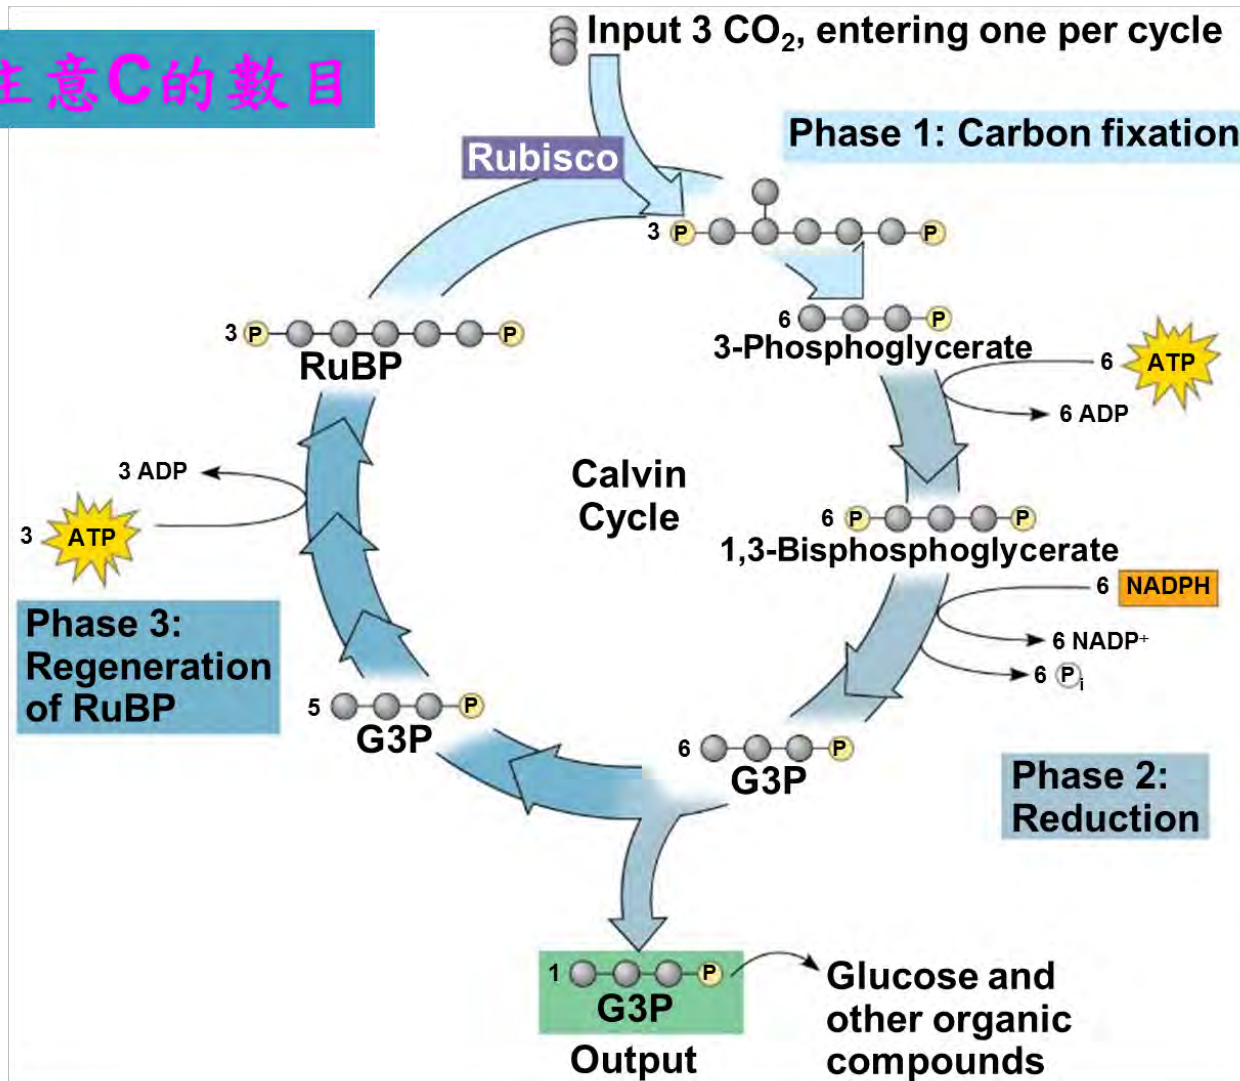 主意C的數目
Input 3 CO₂, entering one per cycle
Phase 1: Carbon fixation
Rubisco
3 P P
3 P P
RuBP
6 P
3-Phosphoglycerate
6 ATP
6 ADP
Calvin
Cycle
3 ADP
3 ATP
6 P P
1,3-Bisphosphoglycerate
6 NADPH
6 NADP⁺
6 Pᵢ
Phase 3:
Regeneration
of RuBP
5 P
G3P
6 P
G3P
Phase 2:
Reduction
1 P
G3P
Output
Glucose and
other organic
compounds